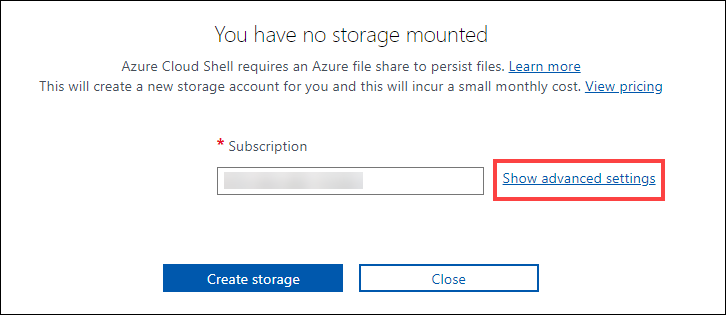 You have no storage mounted
Azure Cloud Shell requires an Azure file share to persist files. Learn more
This will create a new storage account for you and this will incur a small monthly cost. View pricing
* Subscription
Show advanced settings
Create storage
Close